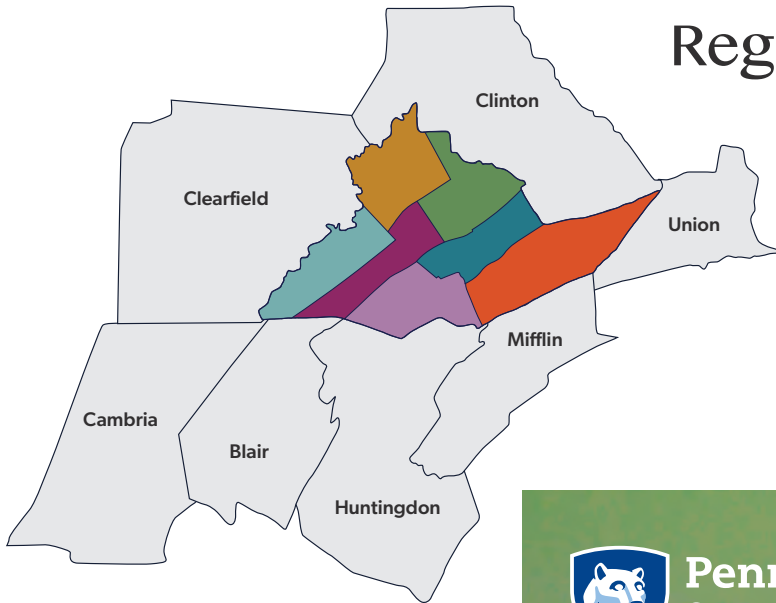 Reg
Clinton
Clearfield
Union
Mifflin
Cambria
Blair
Huntingdon
Penn